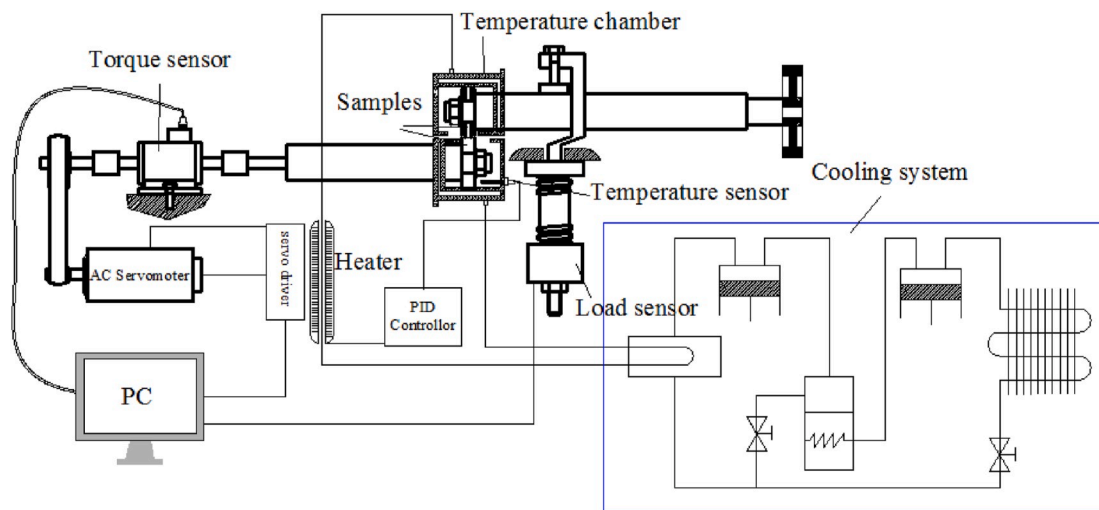 Temperature chamber
Torque sensor
Samples
Temperature sensor
Cooling system
AC Servomoter
servo driver
Heater
PID
Controllor
Load sensor
PC